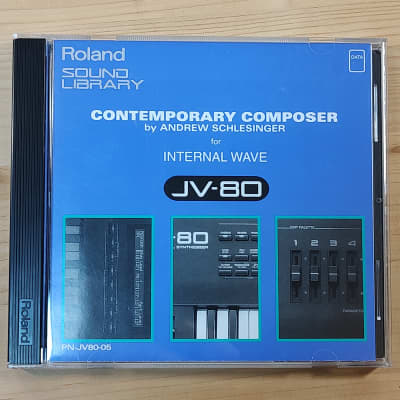 Roland
SOUND
LIBRARY
DATA
CONTEMPORARY COMPOSER
by ANDREW SCHLESINGER
for
INTERNAL WAVE
JV-80
-80
SYNTHESIZER
1 2 3 4
PN-JV80-05
Roland